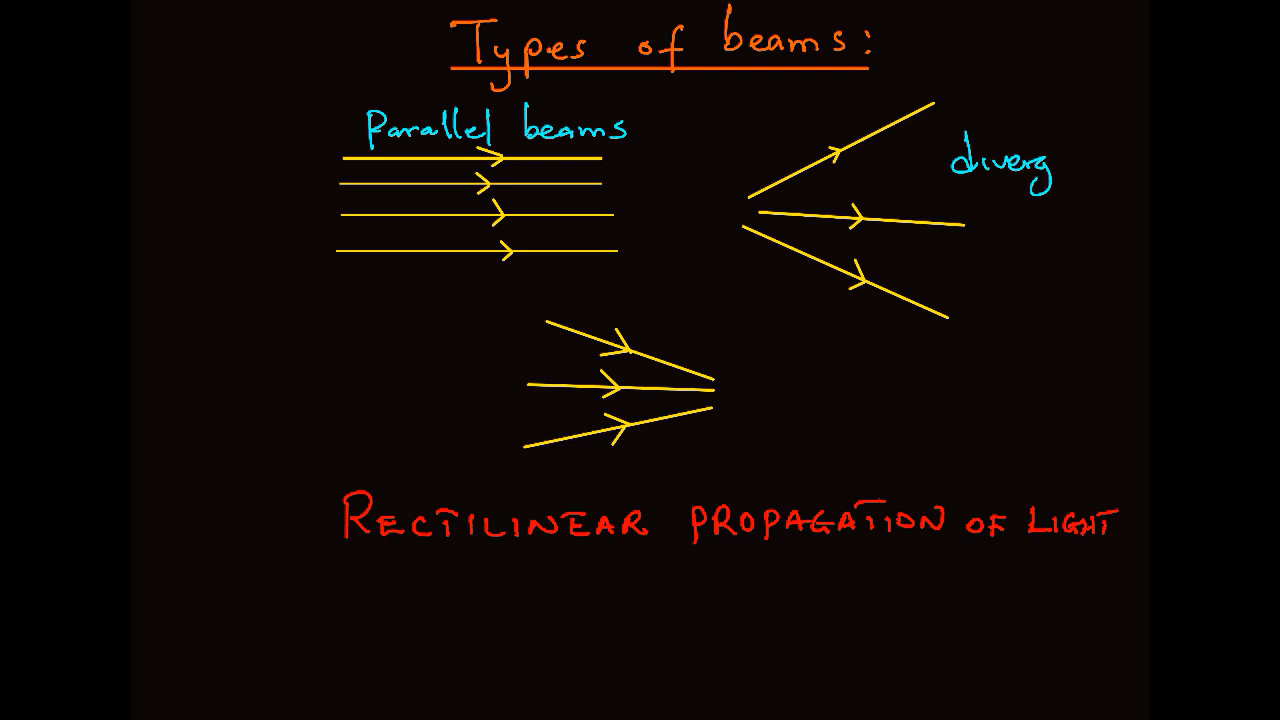 Types of beams:
Parallel beams
diverg
RECTILINEAR PROPAGATION OF LIGHT